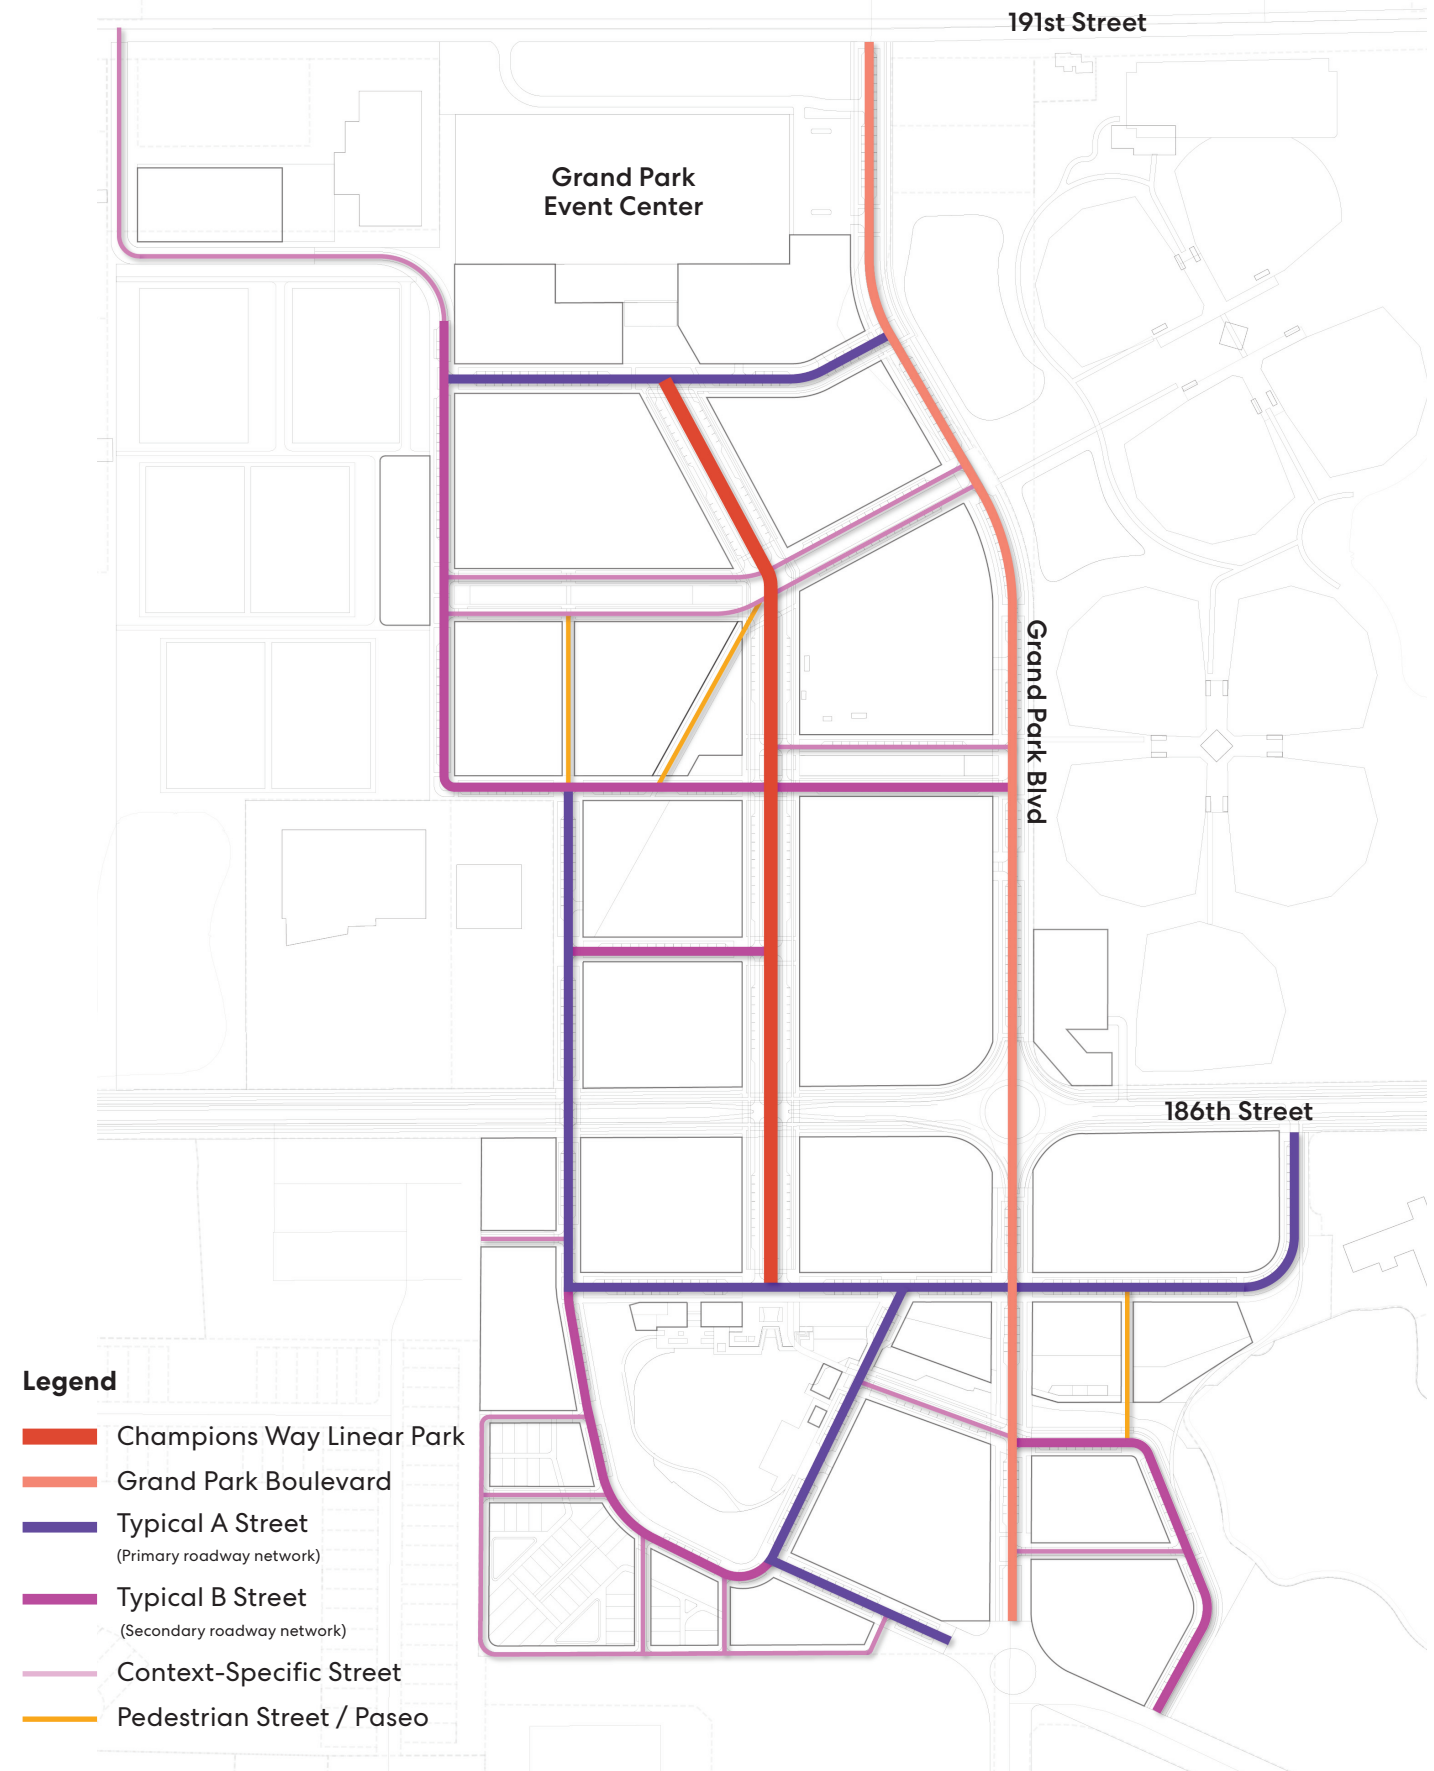 191st Street
Grand Park
Event Center
Grand Park Blvd
186th Street
Legend
Champions Way Linear Park
Grand Park Boulevard
Typical A Street
(Primary roadway network)
Typical B Street
(Secondary roadway network)
Context-Specific Street
Pedestrian Street / Paseo